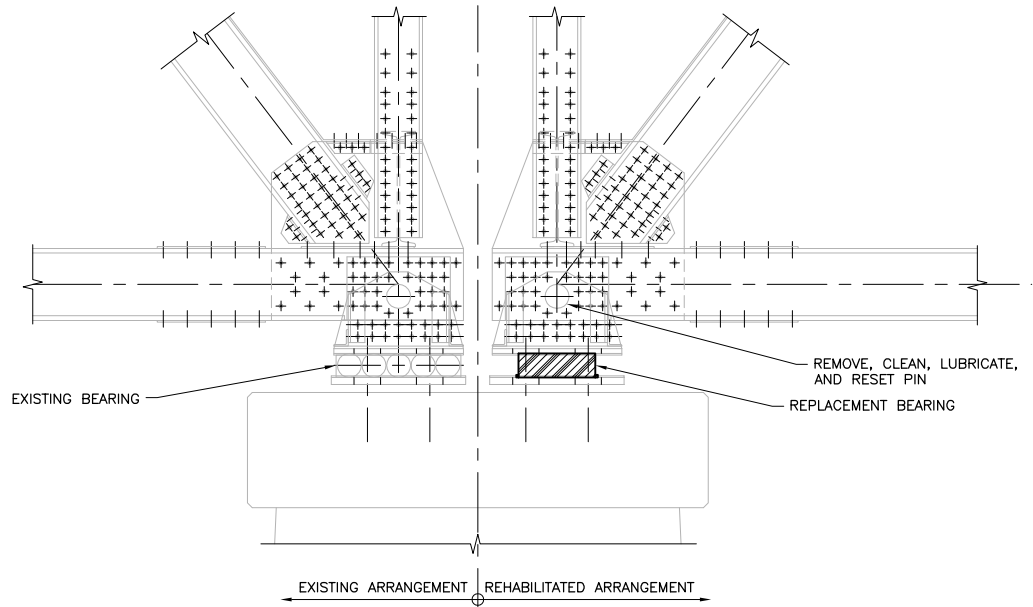 REMOVE, CLEAN, LUBRICATE,
AND RESET PIN
EXISTING BEARING
REPLACEMENT BEARING
EXISTING ARRANGEMENT
REHABILITATED ARRANGEMENT